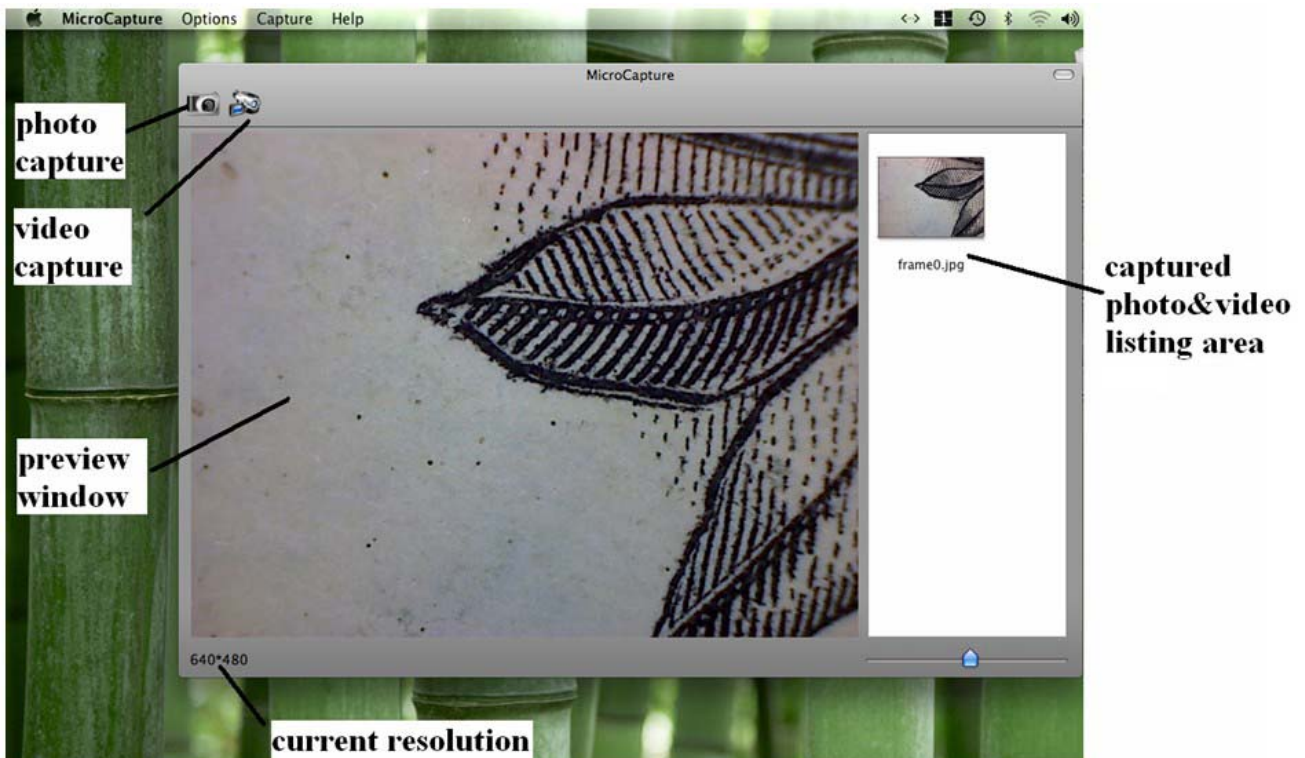 MicroCapture Options Capture Help
MicroCapture
photo
capture
video
capture
frame0.jpg
captured
photo&video
listing area
preview
window
640*480
current resolution